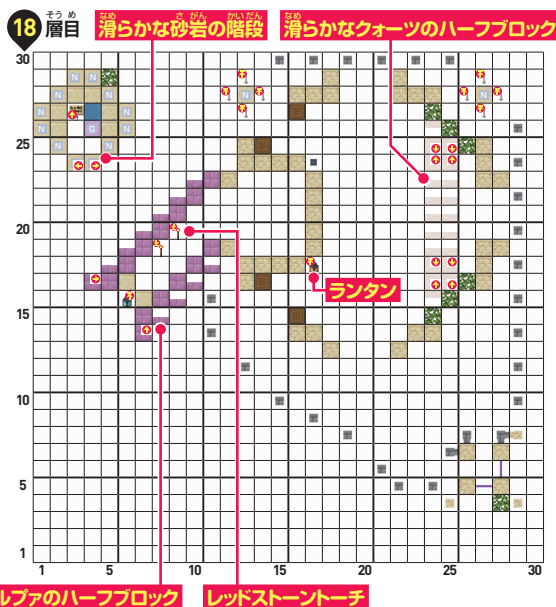 18 層目
そうめ
滑らかな砂岩の階段
なめ さがん かいだん
滑らかなクォーツのハーフブロック
なめ
30
25
20
15
10
5
1
N N
N N
N N
G
N N
N
N
ランタン
1 5 10 15 20 25 30
ルプァのハーフブロック
レッドストーントーチ